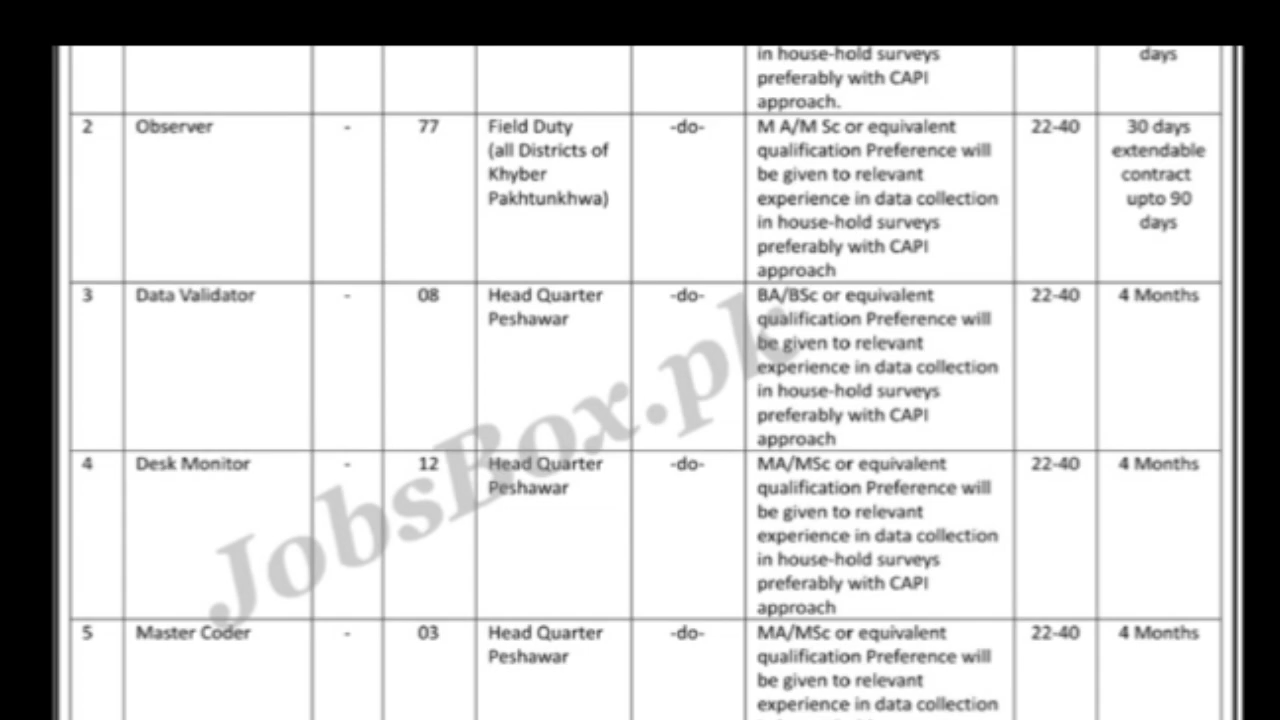 in house-hold surveys
preferably with CAPI
approach.
days
2
Observer
-
77
Field Duty
(all Districts of
Khyber
Pakhtunkhwa)
-do-
M A/M Sc or equivalent
qualification Preference will
be given to relevant
experience in data collection
in house-hold surveys
preferably with CAPI
approach
22-40
30 days
extendable
contract
upto 90
days
3
Data Validator
-
08
Head Quarter
Peshawar
-do-
BA/BSc or equivalent
qualification Preference will
be given to relevant
experience in data collection
in house-hold surveys
preferably with CAPI
approach
22-40
4 Months
4
Desk Monitor
-
12
Head Quarter
Peshawar
-do-
MA/MSc or equivalent
qualification Preference will
be given to relevant
experience in data collection
in house-hold surveys
preferably with CAPI
approach
22-40
4 Months
5
Master Coder
-
03
Head Quarter
Peshawar
-do-
MA/MSc or equivalent
qualification Preference will
be given to relevant
experience in data collection
22-40
4 Months
JobsBox.pk